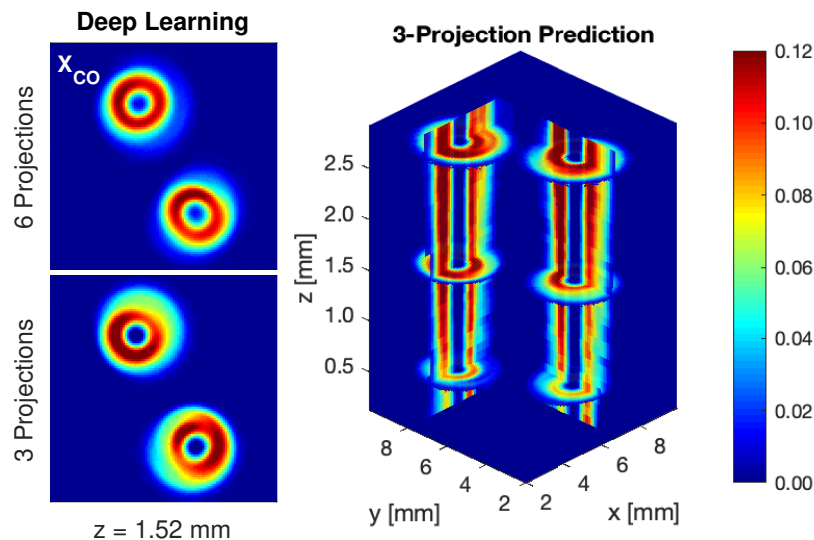 Deep Learning
X_CO
6 Projections
3 Projections
z = 1.52 mm
3-Projection Prediction
z [mm]
2.5
2.0
1.5
1.0
0.5
8
6
4
2
y [mm]
2
4
6
8
x [mm]
0.12
0.10
0.08
0.06
0.04
0.02
0.00